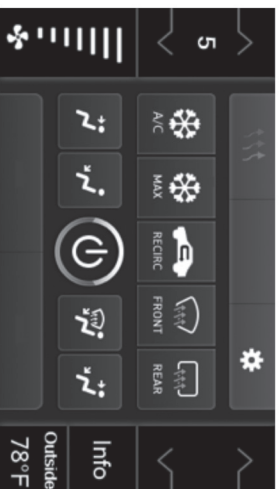 5
A/C
MAX
RECIRC
FRONT
REAR
Info
Outside
78°F